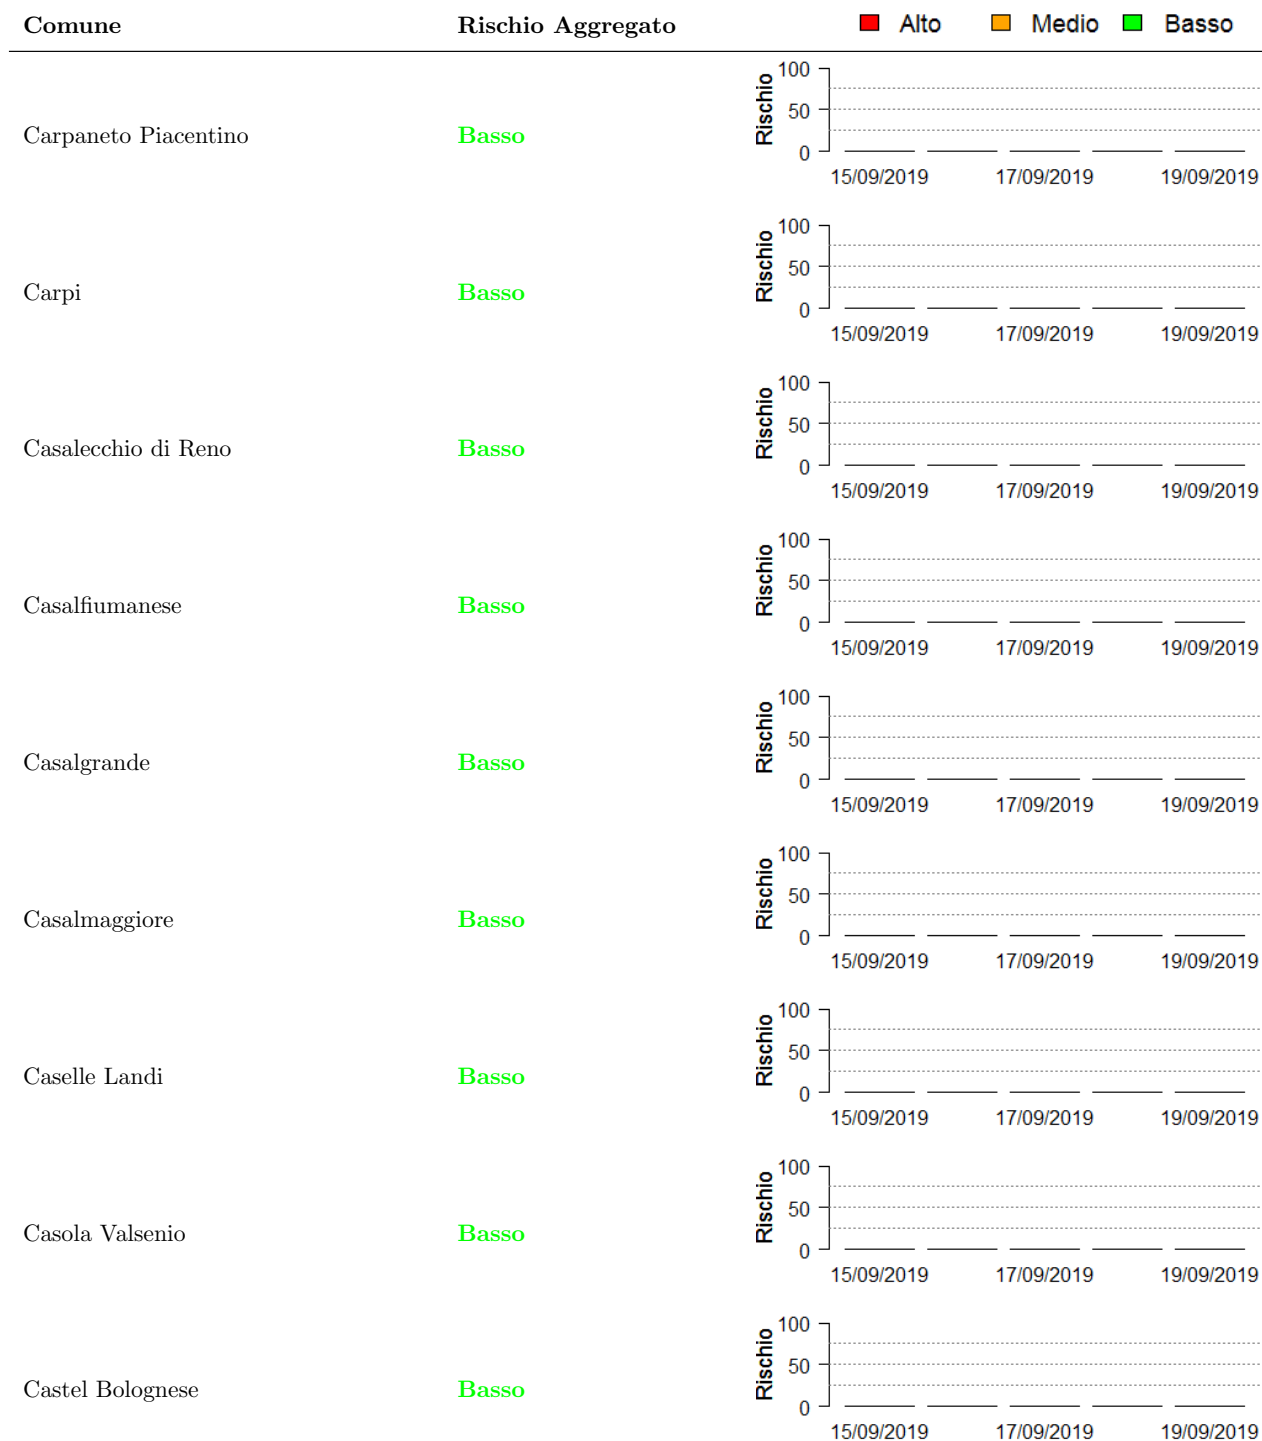 Comune Rischio Aggregato Alto Medio Basso
Carpaneto Piacentino Basso
Rischio
100
50
0
15/09/2019 17/09/2019 19/09/2019
Carpi Basso
Rischio
100
50
0
15/09/2019 17/09/2019 19/09/2019
Casalecchio di Reno Basso
Rischio
100
50
0
15/09/2019 17/09/2019 19/09/2019
Casalfiumanese Basso
Rischio
100
50
0
15/09/2019 17/09/2019 19/09/2019
Casalgrande Basso
Rischio
100
50
0
15/09/2019 17/09/2019 19/09/2019
Casalmaggiore Basso
Rischio
100
50
0
15/09/2019 17/09/2019 19/09/2019
Caselle Landi Basso
Rischio
100
50
0
15/09/2019 17/09/2019 19/09/2019
Casola Valsenio Basso
Rischio
100
50
0
15/09/2019 17/09/2019 19/09/2019
Castel Bolognese Basso
Rischio
100
50
0
15/09/2019 17/09/2019 19/09/2019